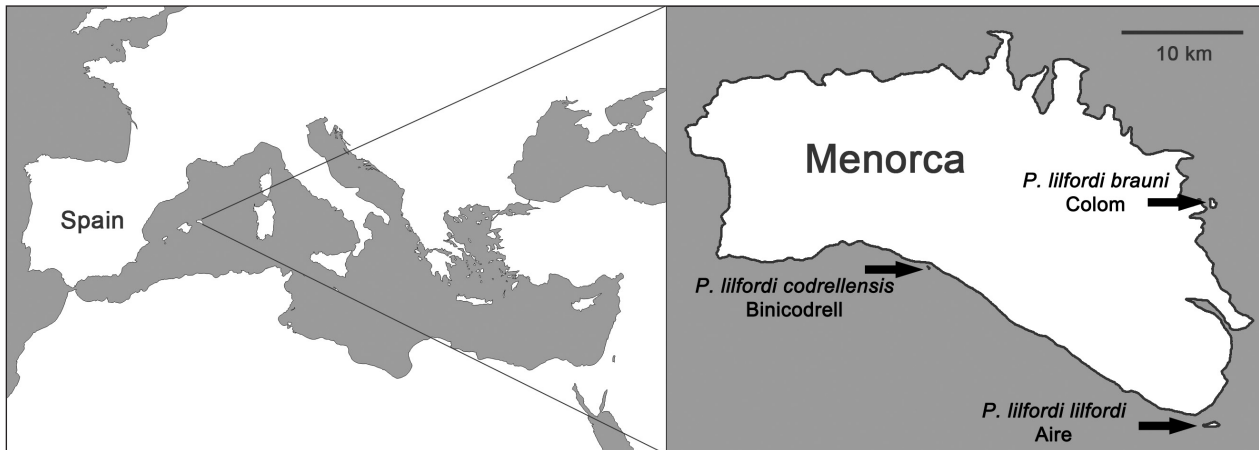 Spain
10 km
Menorca
P. lilfordi brauni
Colom
P. lilfordi codrellensis
Binicodrell
P. lilfordi lilfordi
Aire